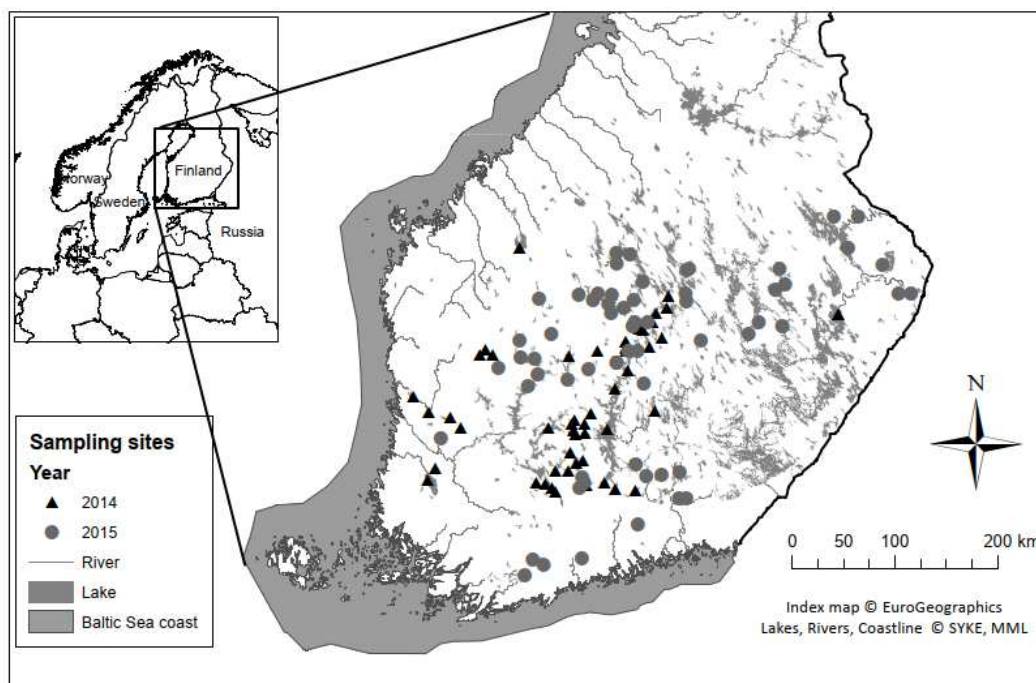 Norway
Sweden
Finland
Russia
Sampling sites
Year
2014
2015
River
Lake
Baltic Sea coast
N
0 50 100 200 km
Index map © EuroGeographics
Lakes, Rivers, Coastline © SYKE, MML